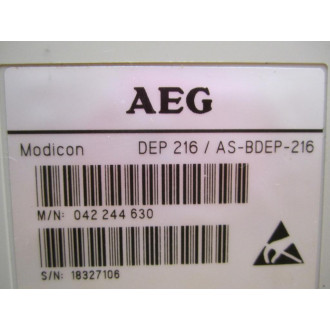 AEG
Modicon DEP 216 / AS-BDEP-216
M/N: 042 244 630
S/N: 18327106